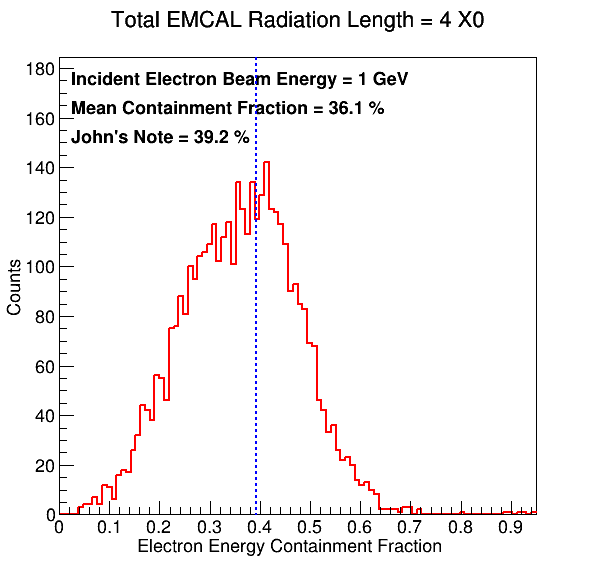 Total EMCAL Radiation Length = 4 X0
Incident Electron Beam Energy = 1 GeV
Mean Containment Fraction = 36.1 %
John's Note = 39.2 %
180
160
140
120
100
80
60
40
20
0
Counts
0 0.1 0.2 0.3 0.4 0.5 0.6 0.7 0.8 0.9
Electron Energy Containment Fraction